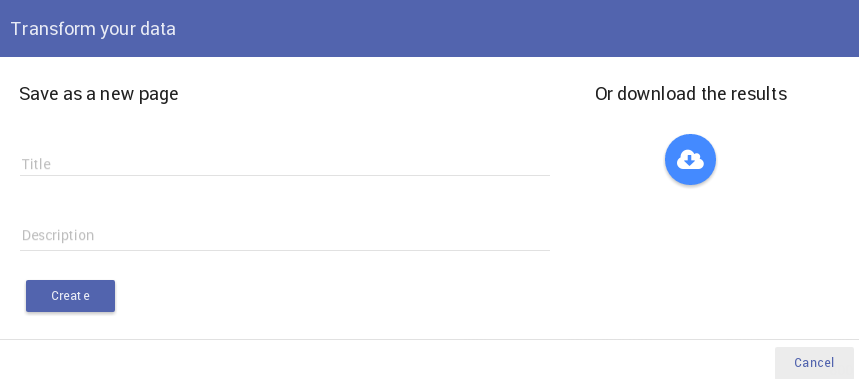 Transform your data
Save as a new page
Or download the results
Title
Description
Create
Cancel